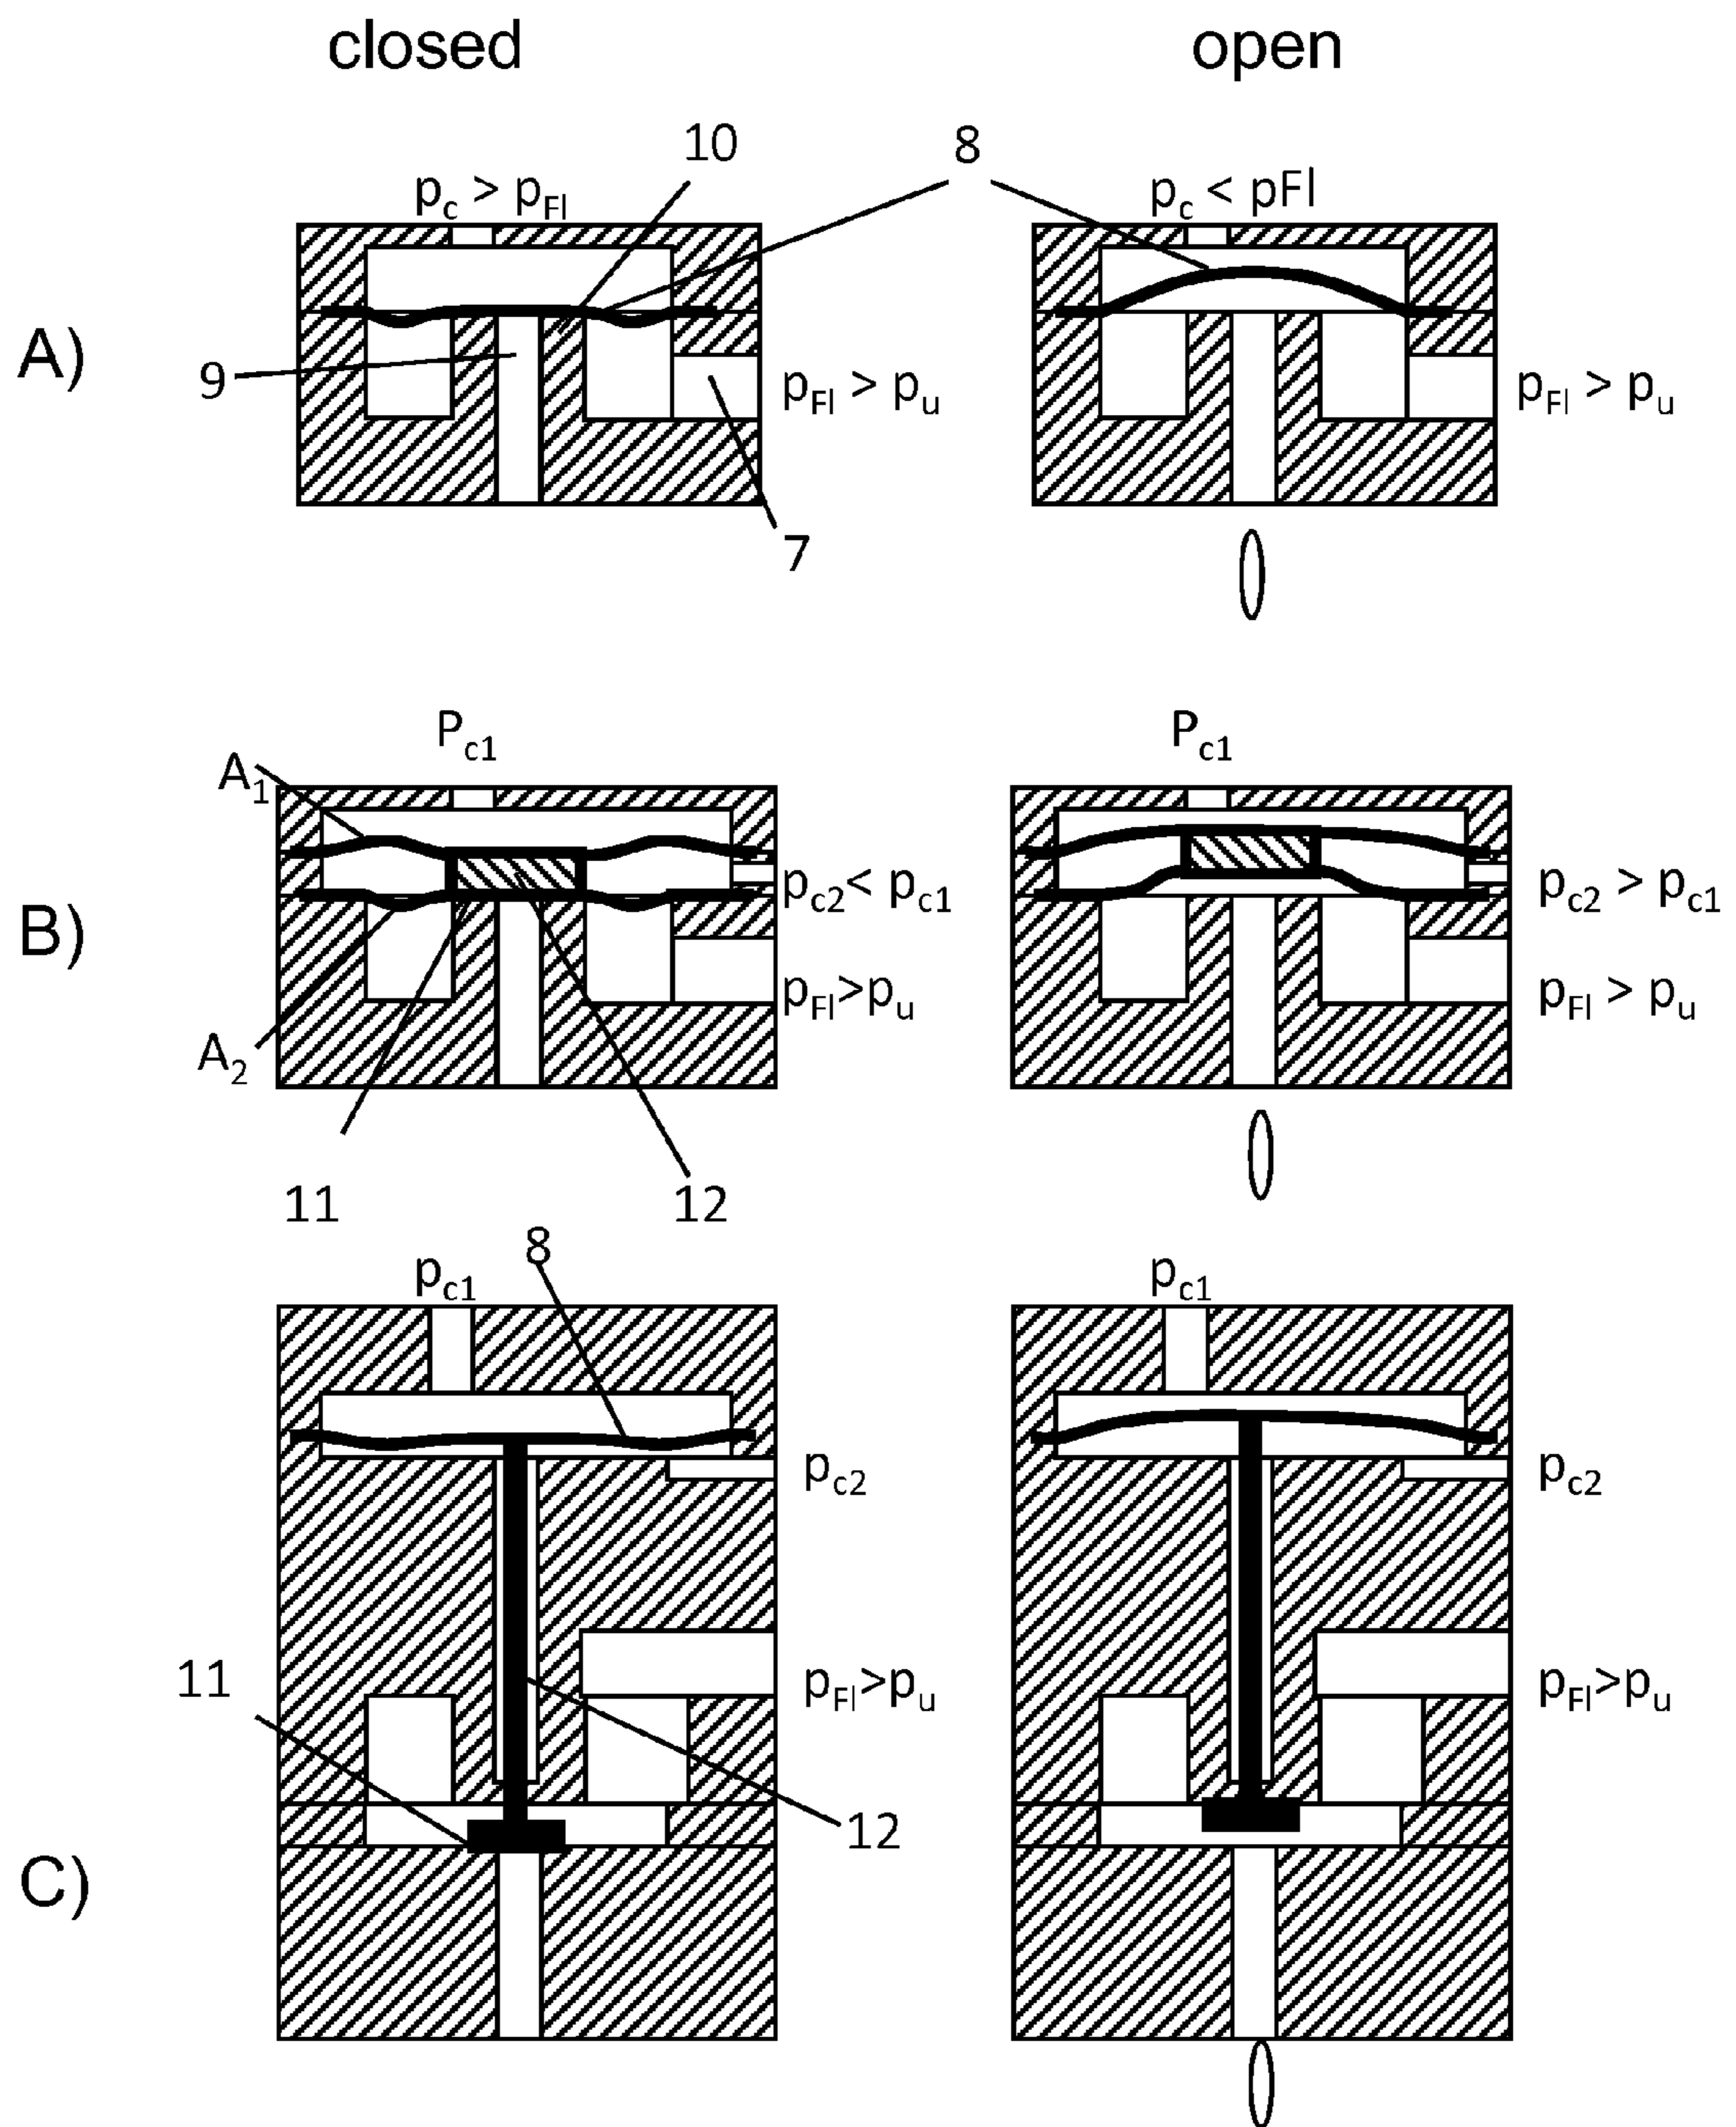 closed open
10 8
p_c > p_Fl p_c < pFl
A)
9 p_Fl > p_u p_Fl > p_u
7
P_c1 P_c1
A_1
p_c2 < p_c1 p_c2 > p_c1
B)
p_Fl > p_u p_Fl > p_u
A_2
11 12
8
p_c1 p_c1
p_c2 p_c2
11 p_Fl > p_u p_Fl > p_u
12
C)